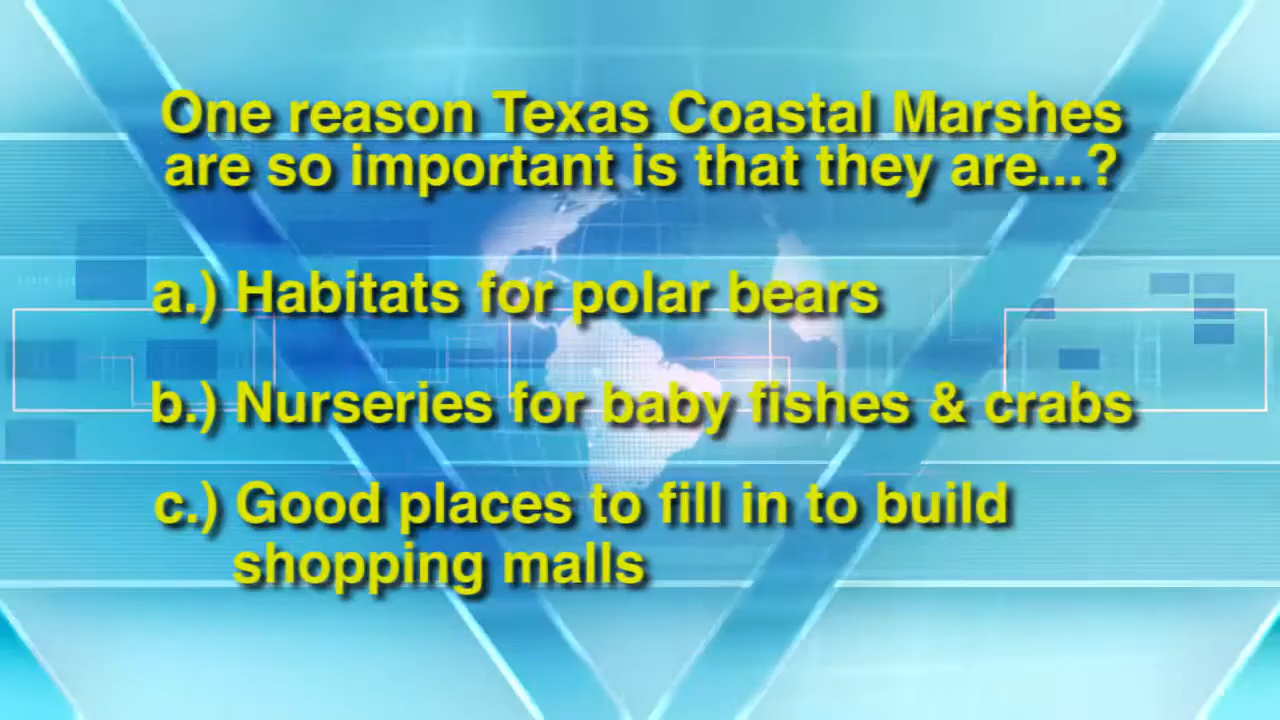 One reason Texas Coastal Marshes
are so important is that they are...?
a.) Habitats for polar bears
b.) Nurseries for baby fishes & crabs
c.) Good places to fill in to build
shopping malls